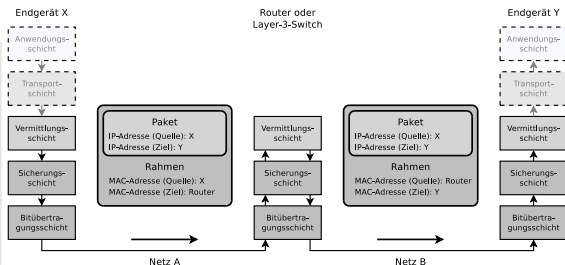 Endgerät X
Router oder
Layer-3-Switch
Endgerät Y
Anwendungs-
schicht
Transport-
schicht
Vermittlungs-
schicht
Sicherungs-
schicht
Bitübertra-
gungsschicht
Paket
IP-Adresse (Quelle): X
IP-Adresse (Ziel): Y
Rahmen
MAC-Adresse (Quelle): X
MAC-Adresse (Ziel): Router
Vermittlungs-
schicht
Sicherungs-
schicht
Bitübertra-
gungsschicht
Paket
IP-Adresse (Quelle): X
IP-Adresse (Ziel): Y
Rahmen
MAC-Adresse (Quelle): Router
MAC-Adresse (Ziel): Y
Anwendungs-
schicht
Transport-
schicht
Vermittlungs-
schicht
Sicherungs-
schicht
Bitübertra-
gungsschicht
Netz A
Netz B